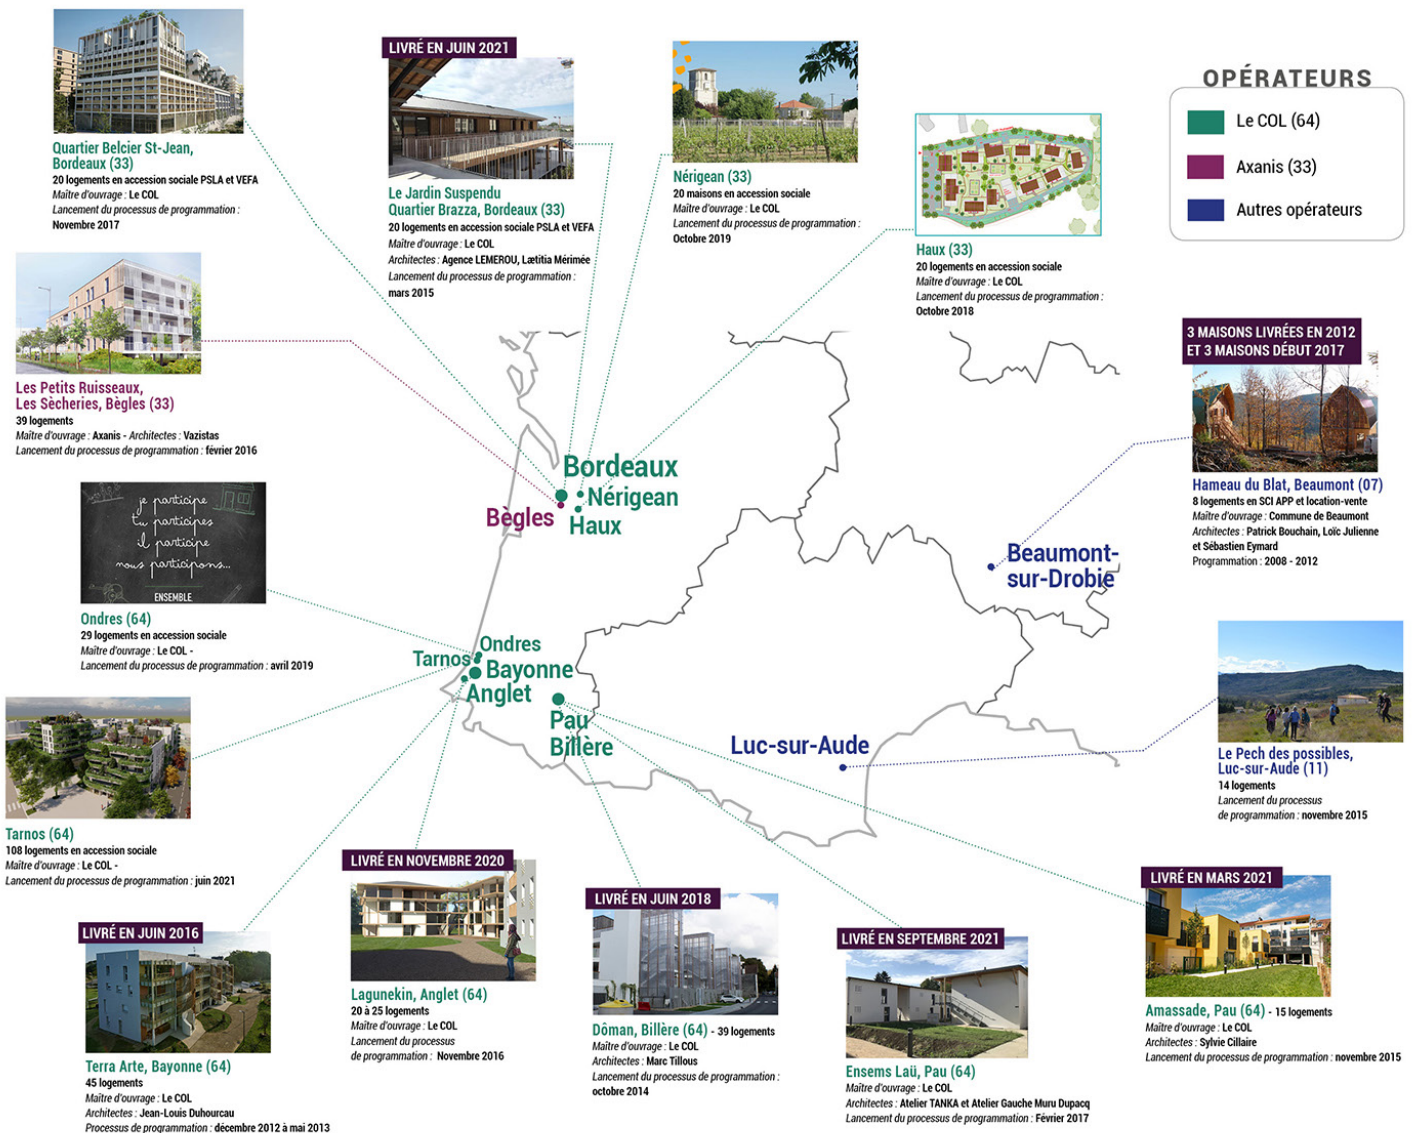 Quartier Belcier St-Jean,
Bordeaux (33)
20 logements en accession sociale PSLA et VEFA
Maître d'ouvrage : Le COL
Lancement du processus de programmation :
Novembre 2017
LIVRÉ EN JUIN 2021
Le Jardin Suspendu
Quartier Brazza, Bordeaux (33)
20 logements en accession sociale PSLA et VEFA
Maître d'ouvrage : Le COL
Architectes : Agence LEMEROU, Lætitia Mérimée
Lancement du processus de programmation :
mars 2015
Nérigean (33)
20 maisons en accession sociale
Maître d'ouvrage : Le COL
Lancement du processus de programmation :
Octobre 2019
Haux (33)
20 logements en accession sociale
Maître d'ouvrage : Le COL
Lancement du processus de programmation :
Octobre 2018
OPÉRATEURS
Le COL (64)
Axanis (33)
Autres opérateurs
Les Petits Ruisseaux,
Les Sècheries, Bègles (33)
39 logements
Maître d'ouvrage : Axanis - Architectes : Vazistas
Lancement du processus de programmation : février 2016
3 MAISONS LIVRÉES EN 2012
ET 3 MAISONS DÉBUT 2017
Hameau du Blat, Beaumont (07)
8 logements en SCI APP et location-vente
Maître d'ouvrage : Commune de Beaumont
Architectes : Patrick Bouchain, Loïc Julienne
et Sébastien Eymard
Programmation : 2008 - 2012
Bordeaux
Nérigean
Bègles
Haux
Beaumont-
sur-Drobie
je participe
tu participes
il participe
nous participons...
ENSEMBLE
Ondres (64)
29 logements en accession sociale
Maître d'ouvrage : Le COL -
Lancement du processus de programmation : avril 2019
Ondres
Tarnos
Bayonne
Anglet
Pau
Billère
Luc-sur-Aude
Le Pech des possibles,
Luc-sur-Aude (11)
14 logements
Lancement du processus
de programmation : novembre 2015
Tarnos (64)
108 logements en accession sociale
Maître d'ouvrage : Le COL -
Lancement du processus de programmation : juin 2021
LIVRÉ EN JUIN 2016
Terra Arte, Bayonne (64)
45 logements
Maître d'ouvrage : Le COL
Architectes : Jean-Louis Duhourcau
Processus de programmation : décembre 2012 à mai 2013
LIVRÉ EN NOVEMBRE 2020
Lagunekin, Anglet (64)
20 à 25 logements
Maître d'ouvrage : Le COL
Lancement du processus
de programmation : Novembre 2016
LIVRÉ EN JUIN 2018
Dôman, Billère (64) - 39 logements
Maître d'ouvrage : Le COL
Architectes : Marc Tillous
Lancement du processus de programmation :
octobre 2014
LIVRÉ EN SEPTEMBRE 2021
Ensems Laü, Pau (64)
Maître d'ouvrage : Le COL
Architectes : Atelier TANKA et Atelier Gauche Muru Dupacq
Lancement du processus de programmation : Février 2017
LIVRÉ EN MARS 2021
Amassade, Pau (64) - 15 logements
Maître d'ouvrage : Le COL
Architectes : Sylvie Cillaire
Lancement du processus de programmation : novembre 2015